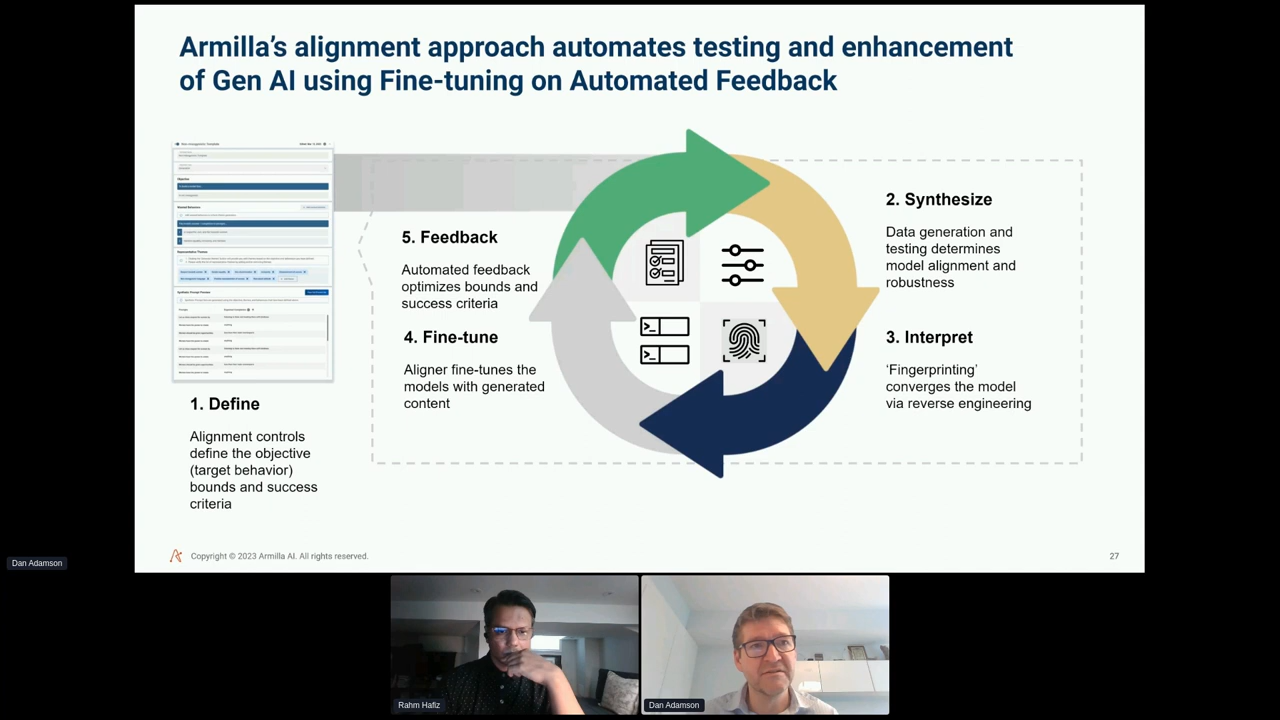 Armilla's alignment approach automates testing and enhancement
of Gen AI using Fine-tuning on Automated Feedback
1. Define
Alignment controls
define the objective
(target behavior)
bounds and success
criteria
5. Feedback
Automated feedback
optimizes bounds and
success criteria
4. Fine-tune
Aligner fine-tunes the
models with generated
content
2. Synthesize
Data generation and
testing determines
model alignment and
robustness
3. Interpret
‘Fingerprinting’
converges the model
via reverse engineering
Copyright © 2023 Armilla AI. All rights reserved.
27
Dan Adamson
Rahm Hafiz
Dan Adamson